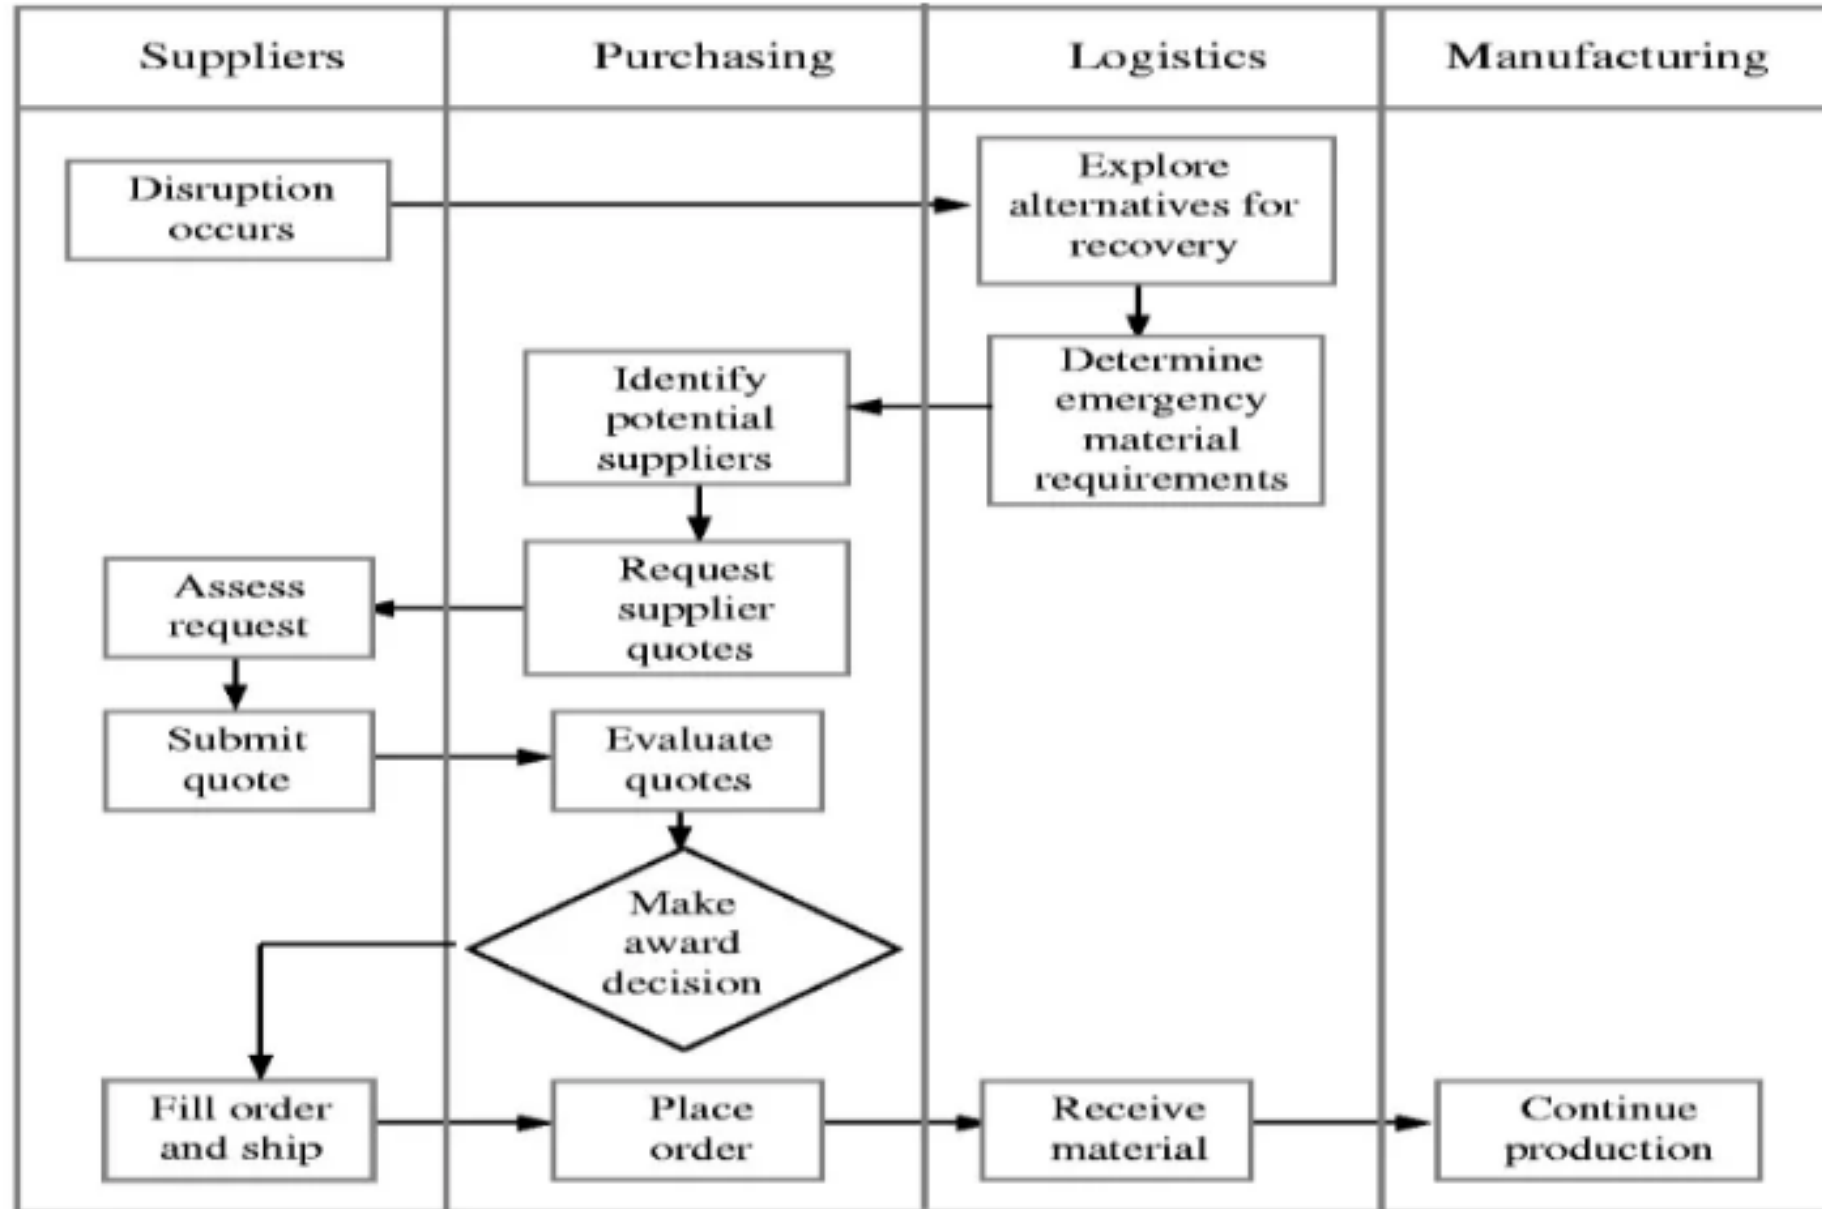 Suppliers
Purchasing
Logistics
Manufacturing
Disruption
occurs
Explore
alternatives for
recovery
Determine
emergency
material
requirements
Identify
potential
suppliers
Request
supplier
quotes
Assess
request
Submit
quote
Evaluate
quotes
Make
award
decision
Fill order
and ship
Place
order
Receive
material
Continue
production